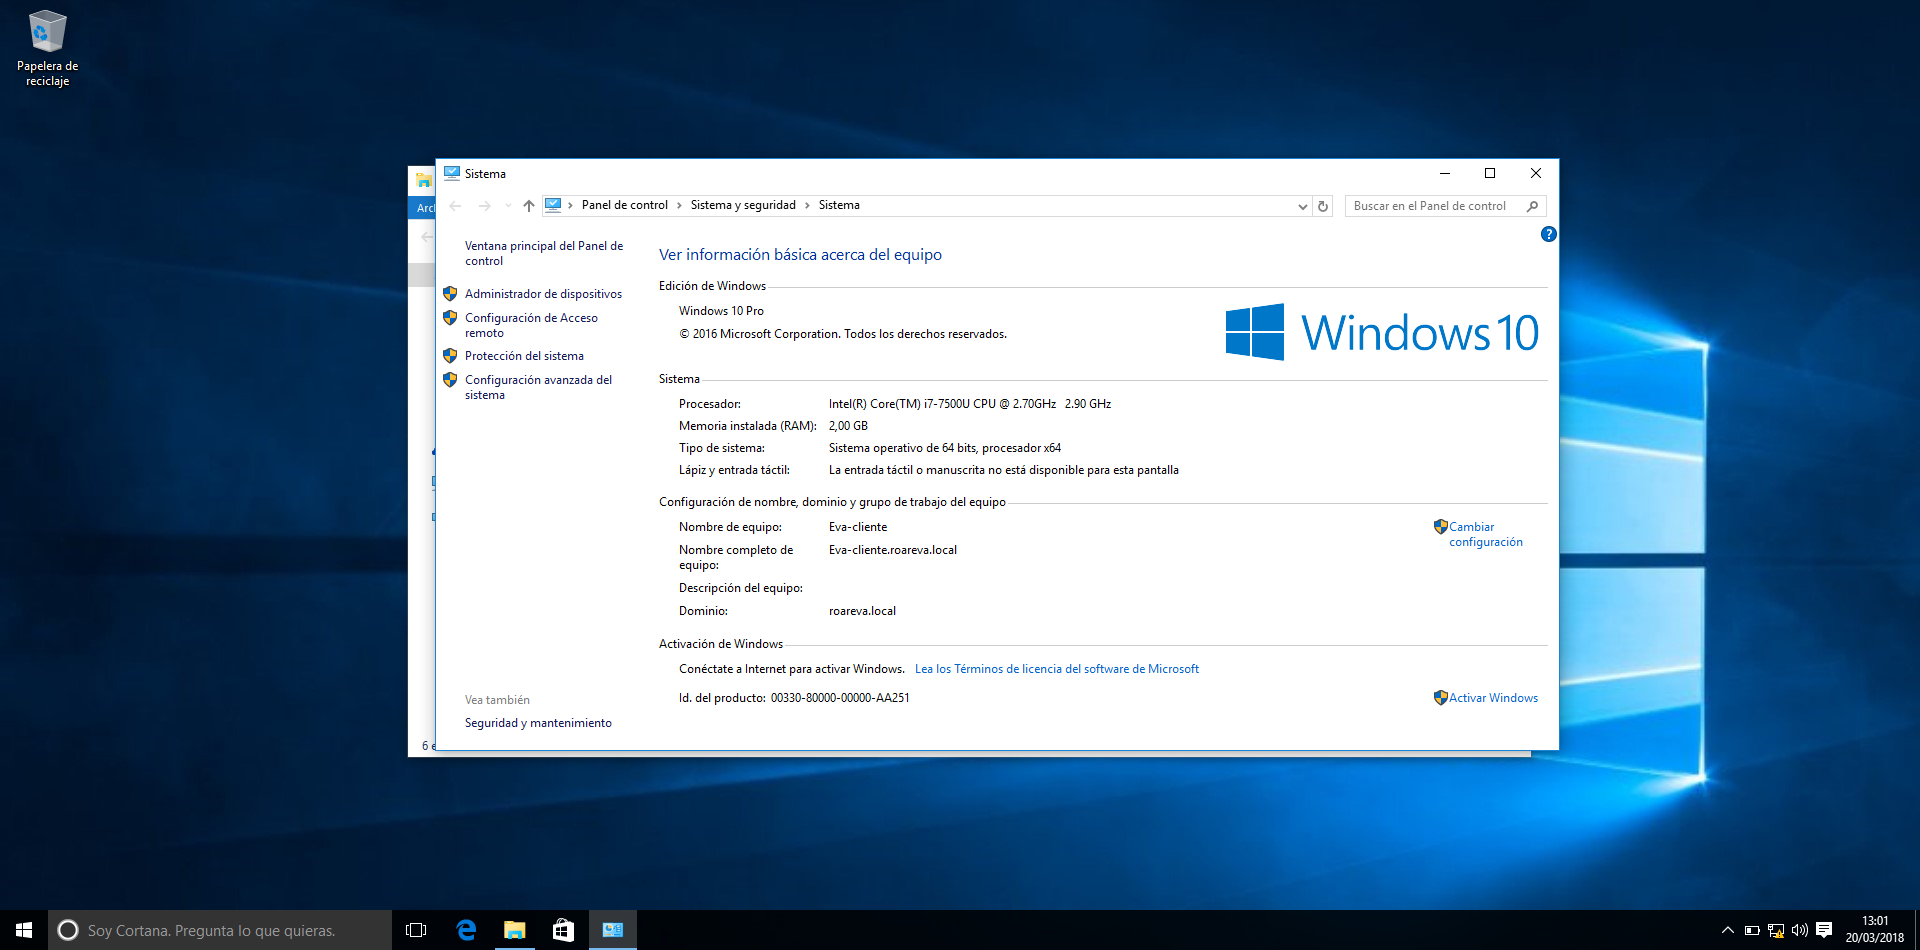 Papelera de
reciclaje
Sistema
Arc
Panel de control
Sistema y seguridad
Sistema
Buscar en el Panel de control
?
Ventana principal del Panel de
control
Administrador de dispositivos
Configuración de Acceso
remoto
Protección del sistema
Configuración avanzada del
sistema
Vea también
Seguridad y mantenimiento
Ver información básica acerca del equipo
Edición de Windows
Windows 10 Pro
© 2016 Microsoft Corporation. Todos los derechos reservados.
Windows 10
Sistema
Procesador: Intel(R) Core(TM) i7-7500U CPU @ 2.70GHz 2.90 GHz
Memoria instalada (RAM): 2,00 GB
Tipo de sistema: Sistema operativo de 64 bits, procesador x64
Lápiz y entrada táctil: La entrada táctil o manuscrita no está disponible para esta pantalla
Configuración de nombre, dominio y grupo de trabajo del equipo
Nombre de equipo: Eva-cliente
Cambiar
configuración
Nombre completo de Eva-cliente.roareva.local
equipo:
Descripción del equipo:
Dominio: roareva.local
Activación de Windows
Conéctate a Internet para activar Windows. Lea los Términos de licencia del software de Microsoft
Id. del producto: 00330-80000-00000-AA251
Activar Windows
6 e
Soy Cortana. Pregunta lo que quieras.
13:01
20/03/2018